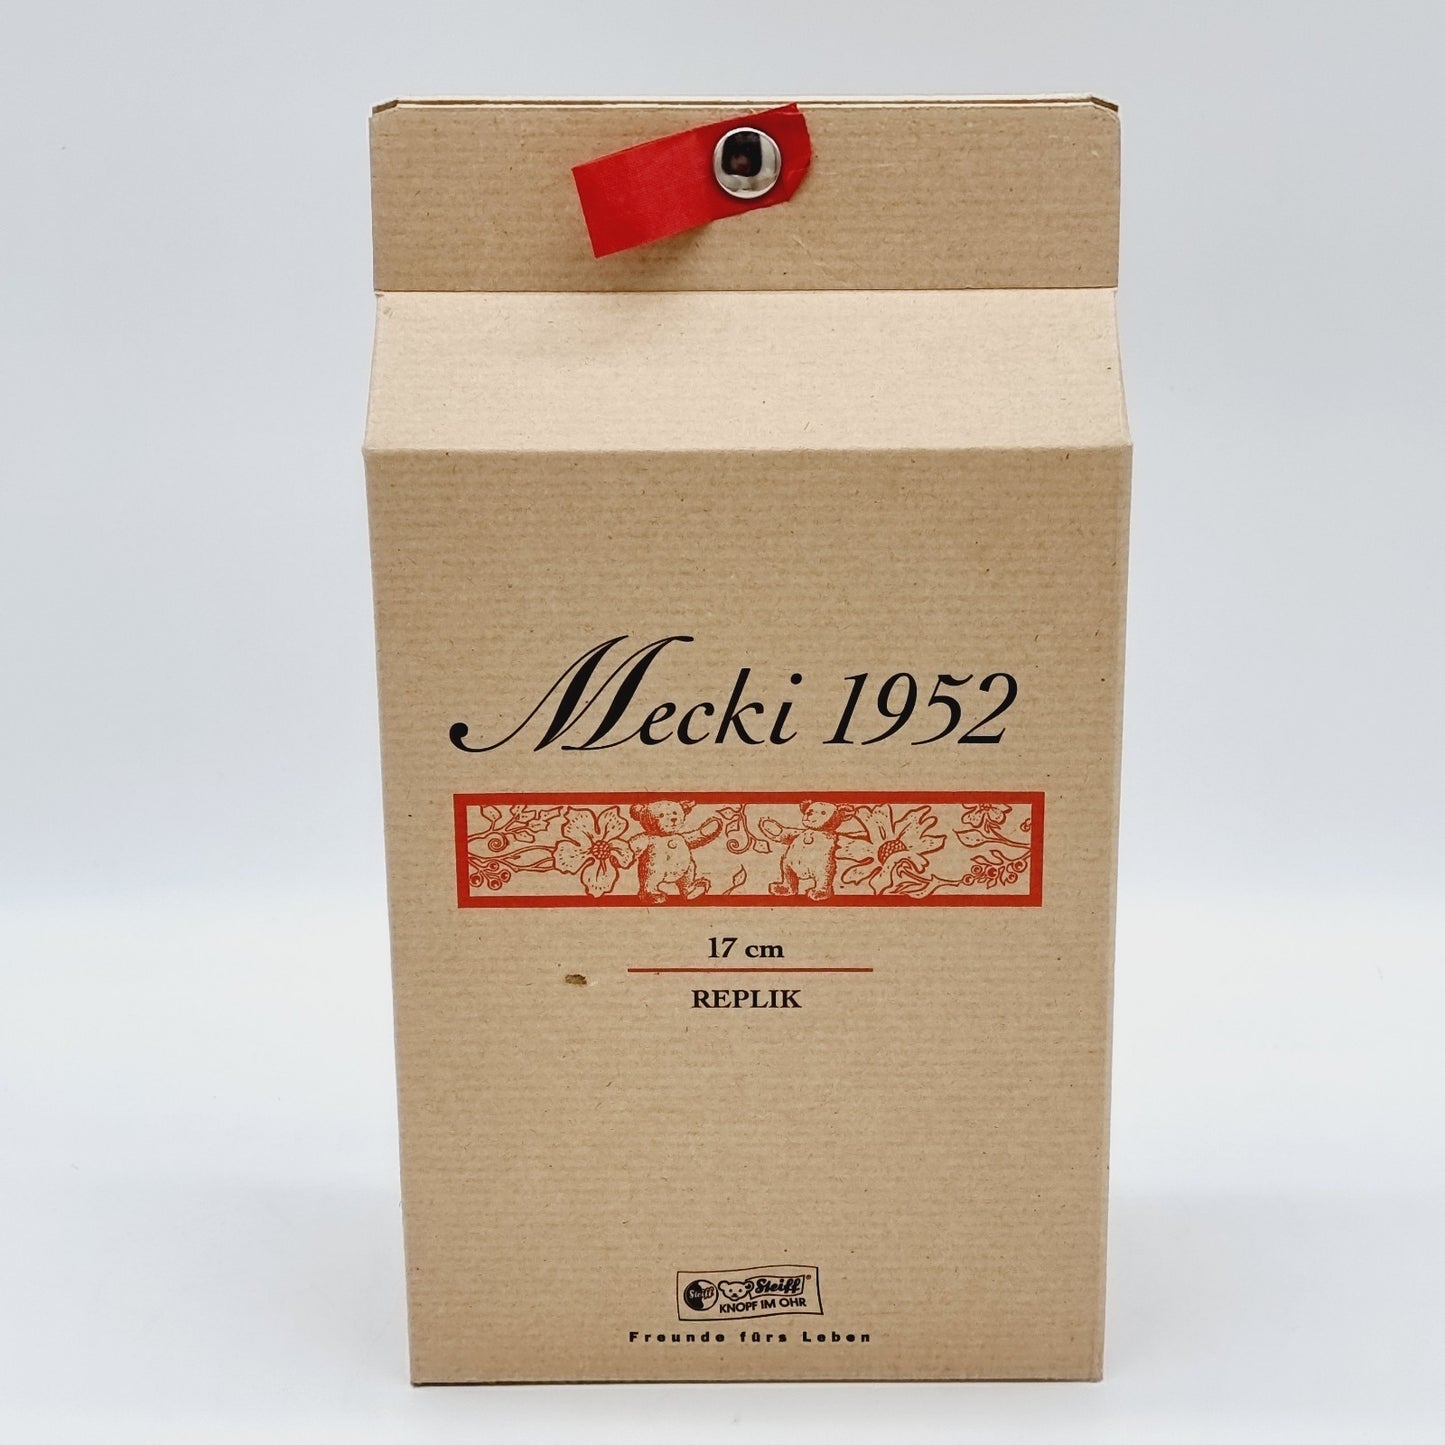 Mecki 1952
17 cm
REPLIK
Steiff Steiff®
KNOPF IM OHR
Freunde fürs Leben